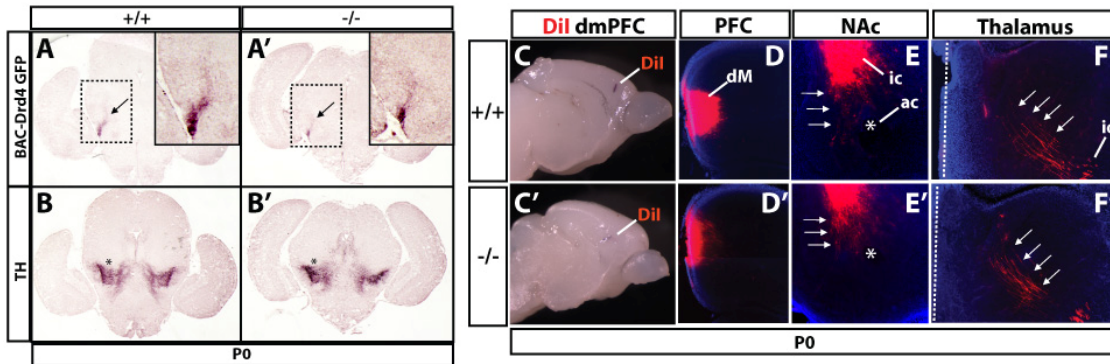 +/+
-/-
BAC-Drd4 GFP
A
A'
TH
B
B'
*
*
P0
DiI dmPFC
PFC
NAc
Thalamus
+/+
C
DiI
D
dM
E
ic
ac
*
F
-/-
C'
DiI
D'
E'
*
F
P0